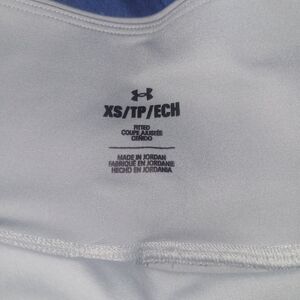 XS/TP/ECH
FITTED
COUPE AJUSTÉE
CEÑIDO
MADE IN JORDAN
FABRIQUÉ EN JORDANIE
HECHO EN JORDANIA